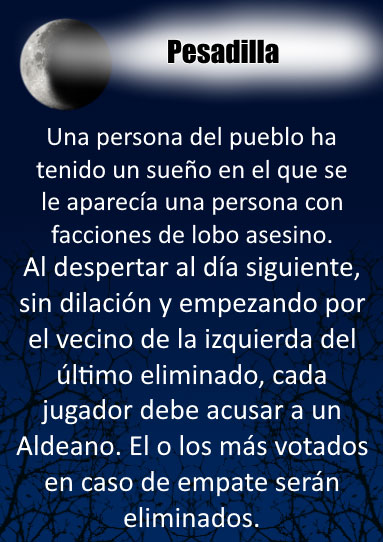 Pesadilla
Una persona del pueblo ha
tenido un sueño en el que se
le aparecía una persona con
facciones de lobo asesino.
Al despertar al día siguiente,
sin dilación y empezando por
el vecino de la izquierda del
último eliminado, cada
jugador debe acusar a un
Aldeano. El o los más votados
en caso de empate serán
eliminados.